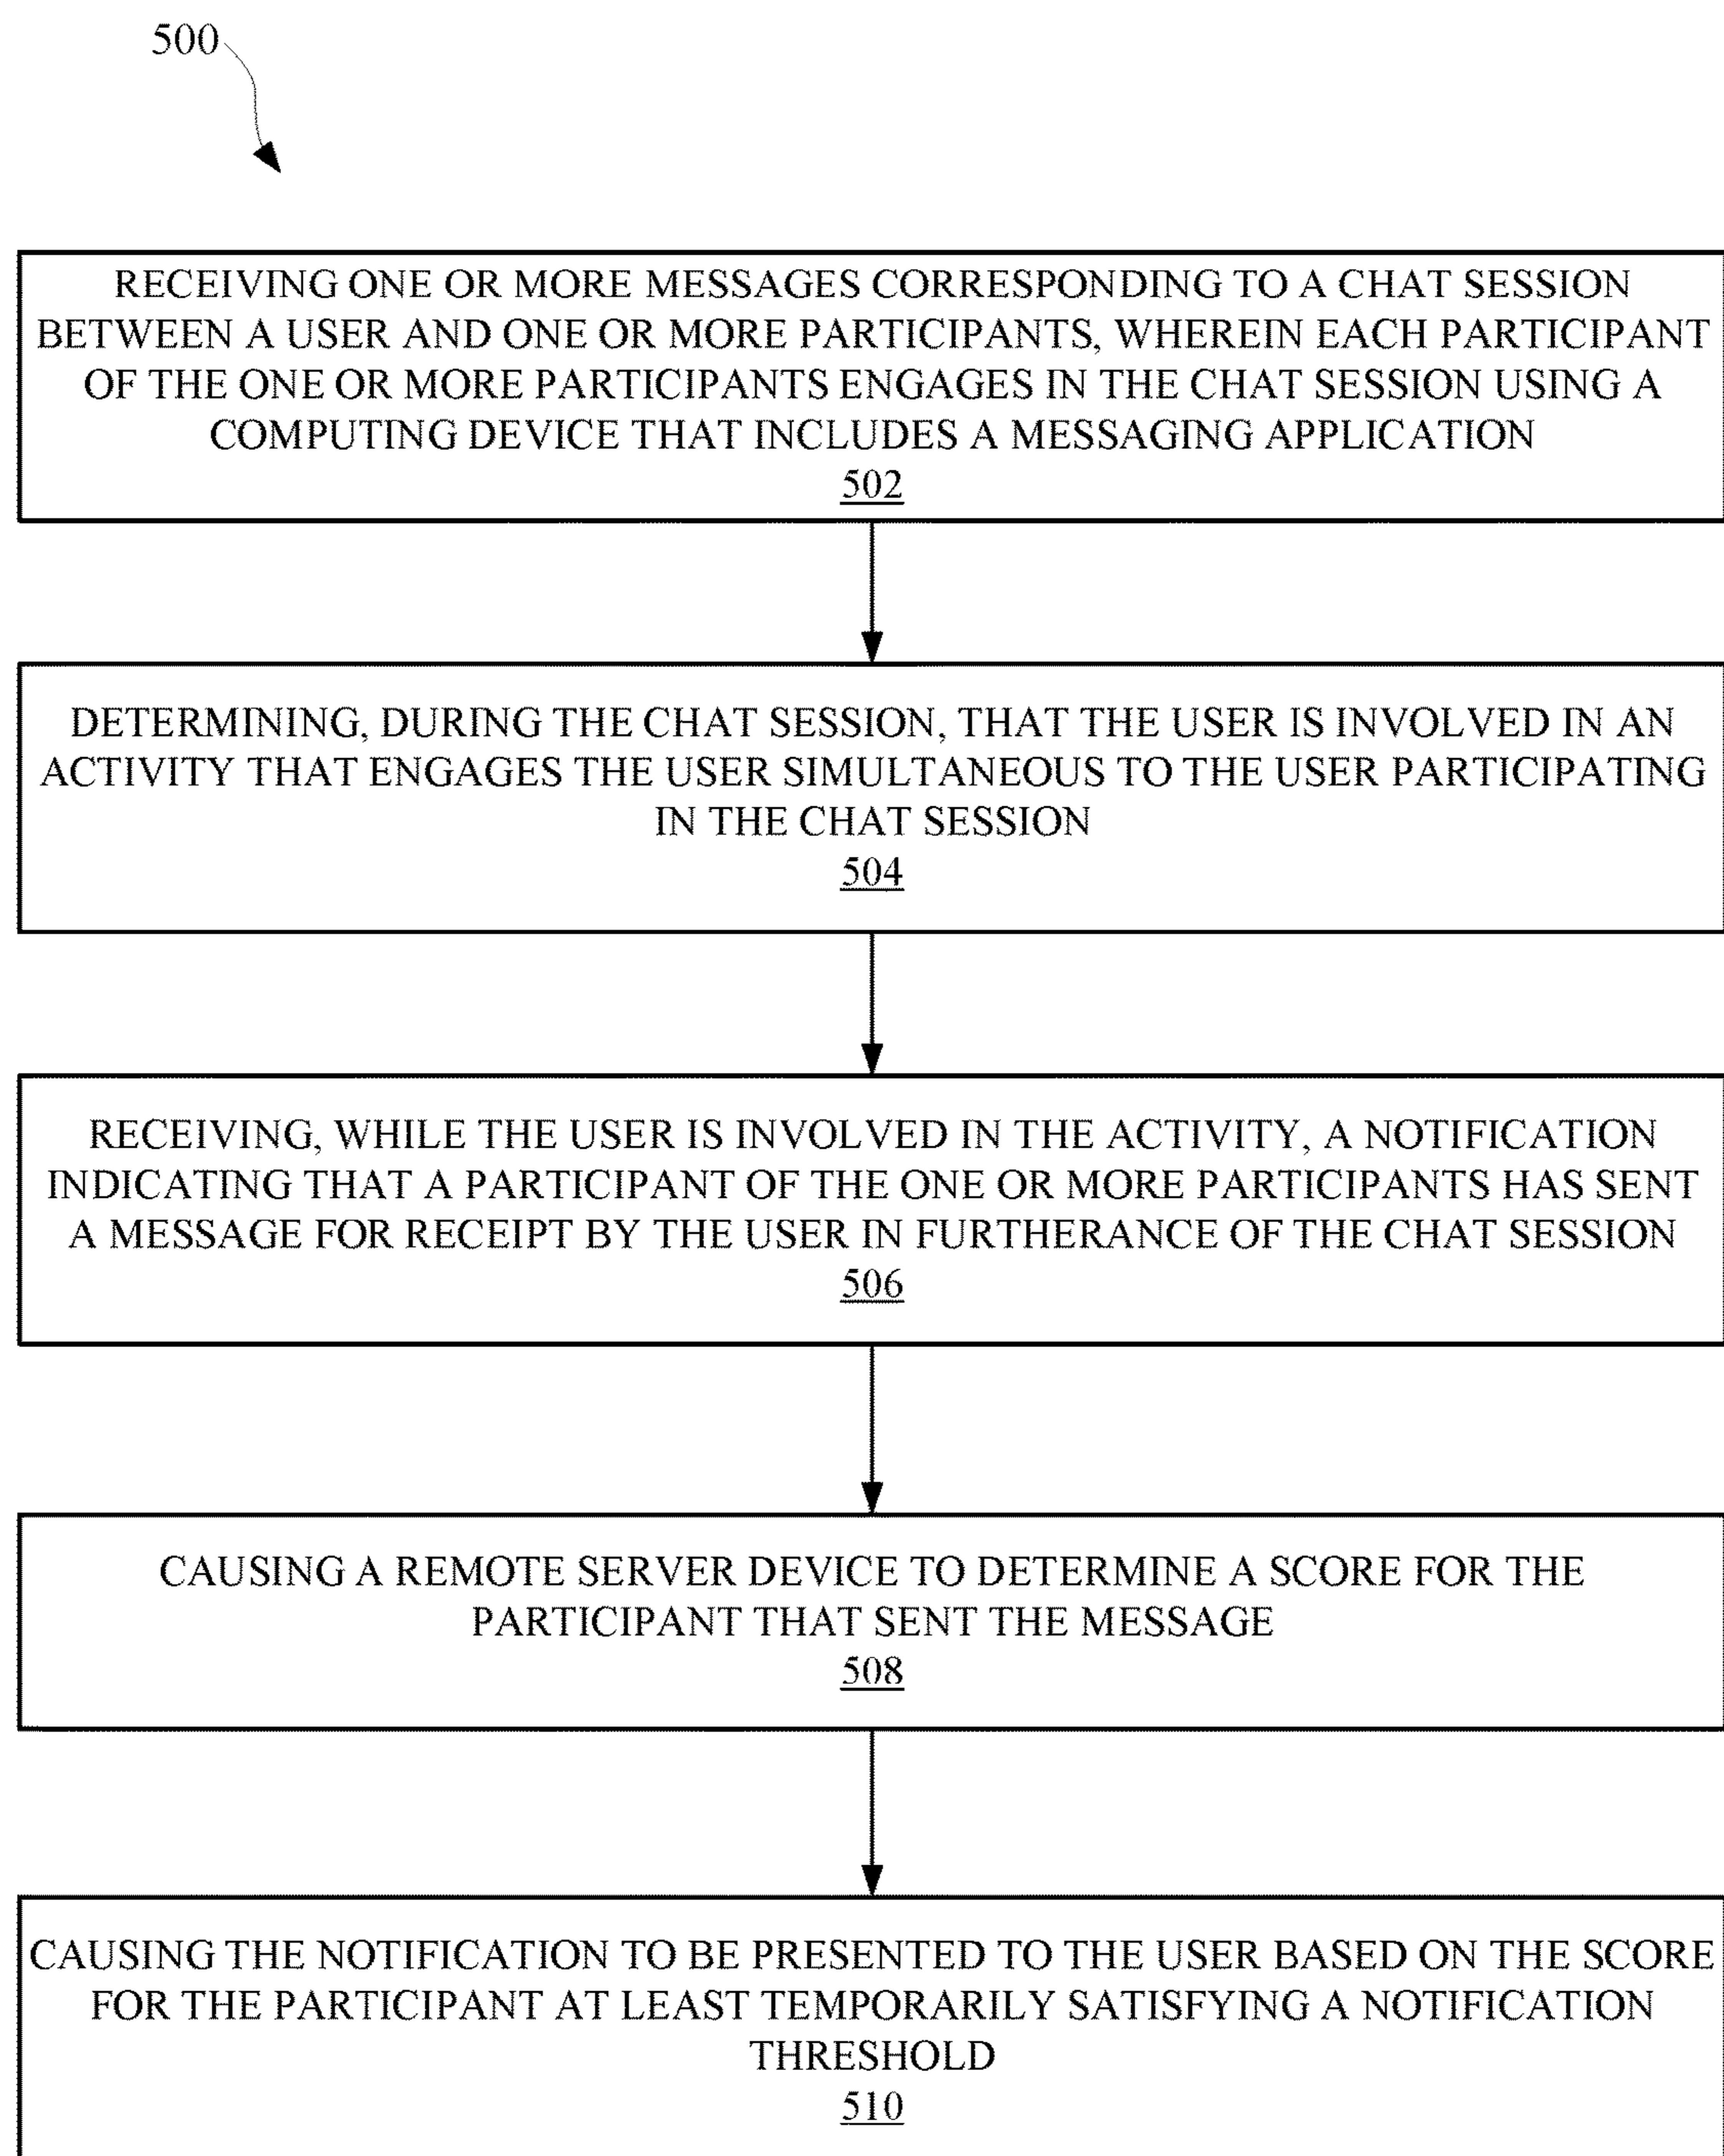 500
RECEIVING ONE OR MORE MESSAGES CORRESPONDING TO A CHAT SESSION
BETWEEN A USER AND ONE OR MORE PARTICIPANTS, WHEREIN EACH PARTICIPANT
OF THE ONE OR MORE PARTICIPANTS ENGAGES IN THE CHAT SESSION USING A
COMPUTING DEVICE THAT INCLUDES A MESSAGING APPLICATION
502
DETERMINING, DURING THE CHAT SESSION, THAT THE USER IS INVOLVED IN AN
ACTIVITY THAT ENGAGES THE USER SIMULTANEOUS TO THE USER PARTICIPATING
IN THE CHAT SESSION
504
RECEIVING, WHILE THE USER IS INVOLVED IN THE ACTIVITY, A NOTIFICATION
INDICATING THAT A PARTICIPANT OF THE ONE OR MORE PARTICIPANTS HAS SENT
A MESSAGE FOR RECEIPT BY THE USER IN FURTHERANCE OF THE CHAT SESSION
506
CAUSING A REMOTE SERVER DEVICE TO DETERMINE A SCORE FOR THE
PARTICIPANT THAT SENT THE MESSAGE
508
CAUSING THE NOTIFICATION TO BE PRESENTED TO THE USER BASED ON THE SCORE
FOR THE PARTICIPANT AT LEAST TEMPORARILY SATISFYING A NOTIFICATION
THRESHOLD
510